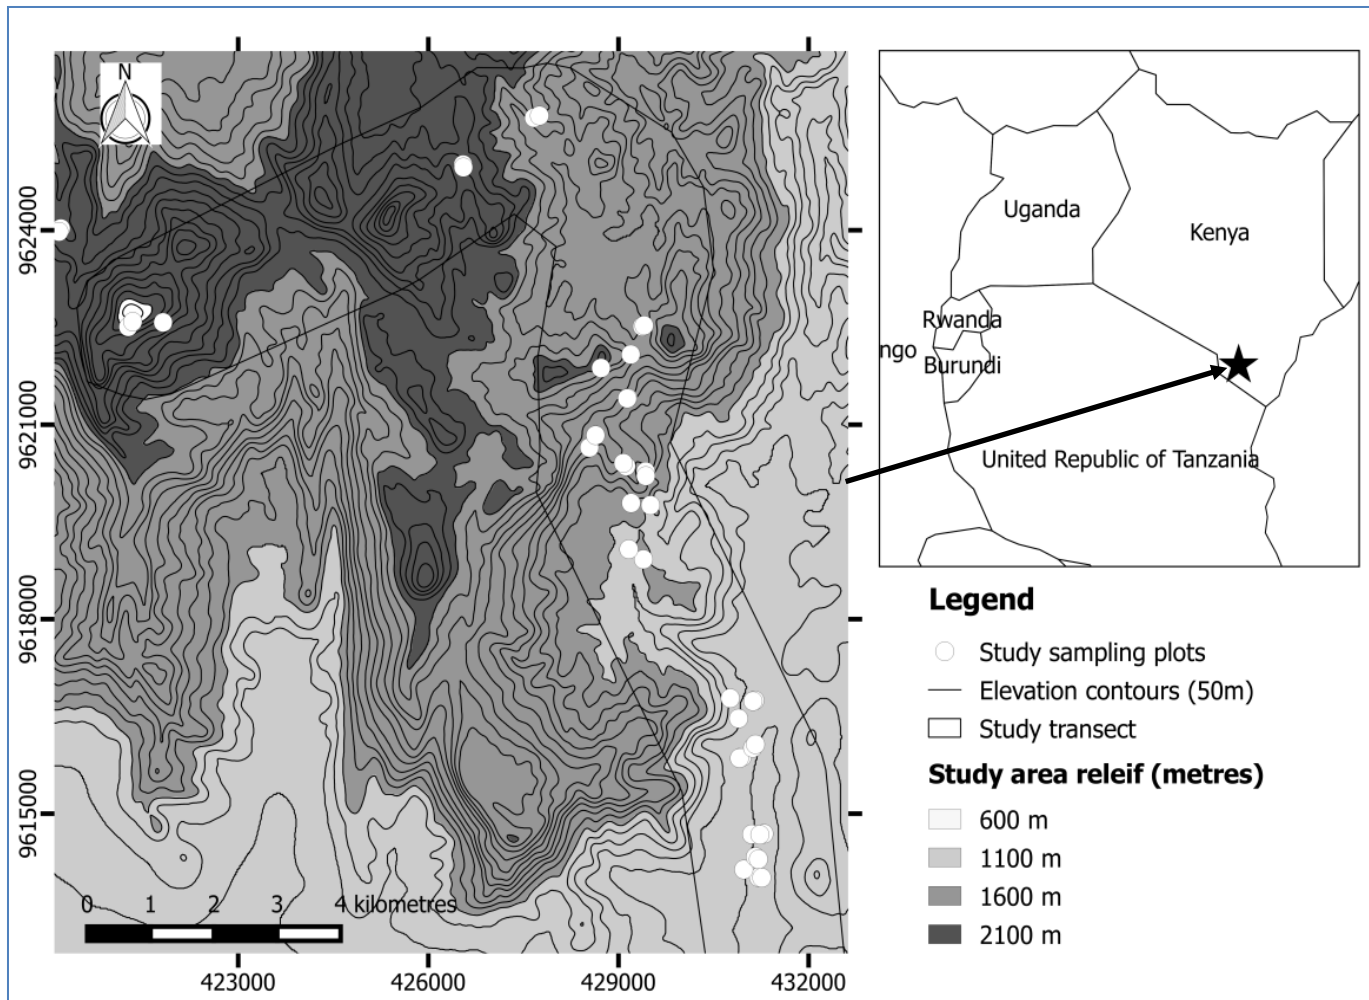 N
9624000
9621000
9618000
9615000
0 1 2 3 4 kilometres
423000 426000 429000 432000
Uganda
Kenya
Rwanda
ngo
Burundi
United Republic of Tanzania
Legend
Study sampling plots
Elevation contours (50m)
Study transect
Study area releif (metres)
600 m
1100 m
1600 m
2100 m